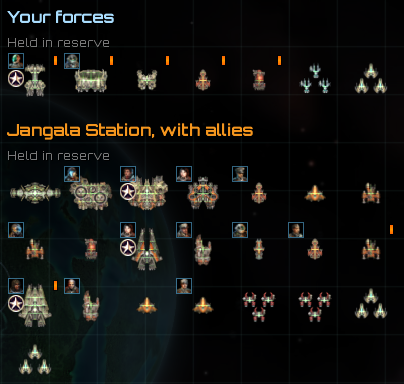 Your forces
Held in reserve
Jangala Station, with allies
Held in reserve